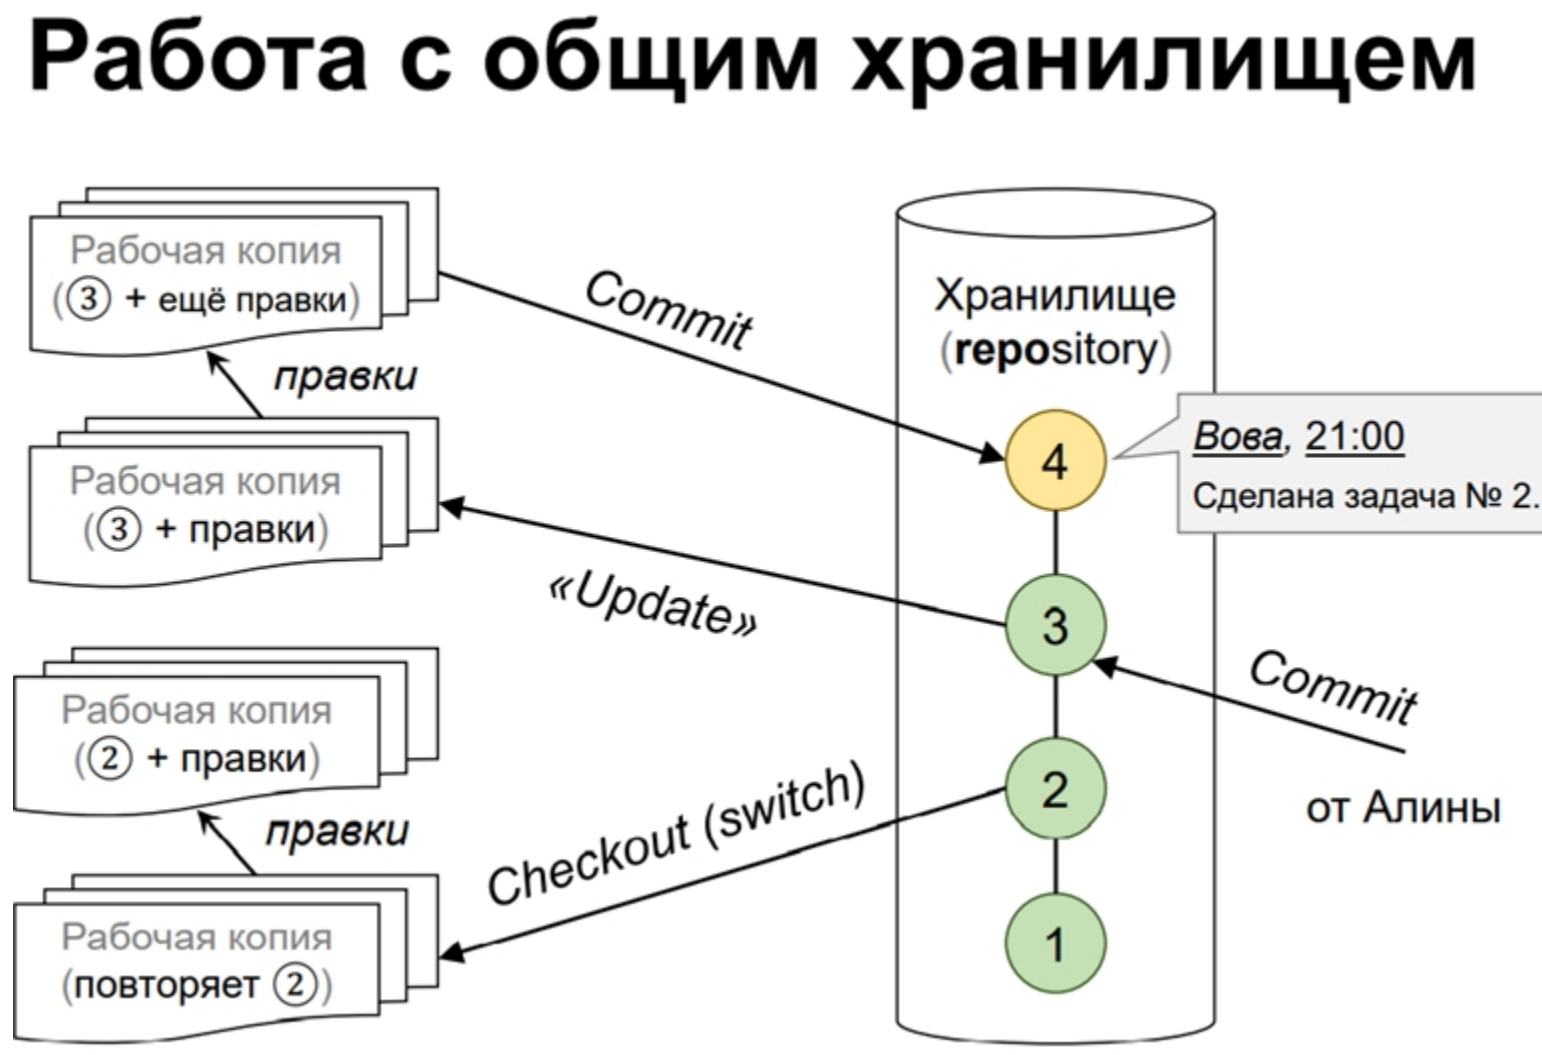 Работа с общим хранилищем
Рабочая копия
(③ + ещё правки)
правки
Рабочая копия
(③ + правки)
Рабочая копия
(② + правки)
правки
Рабочая копия
(повторяет ②)
Commit
«Update»
Checkout (switch)
Хранилище
(repository)
4
3
2
1
Вова, 21:00
Сделана задача № 2.
Commit
от Алины